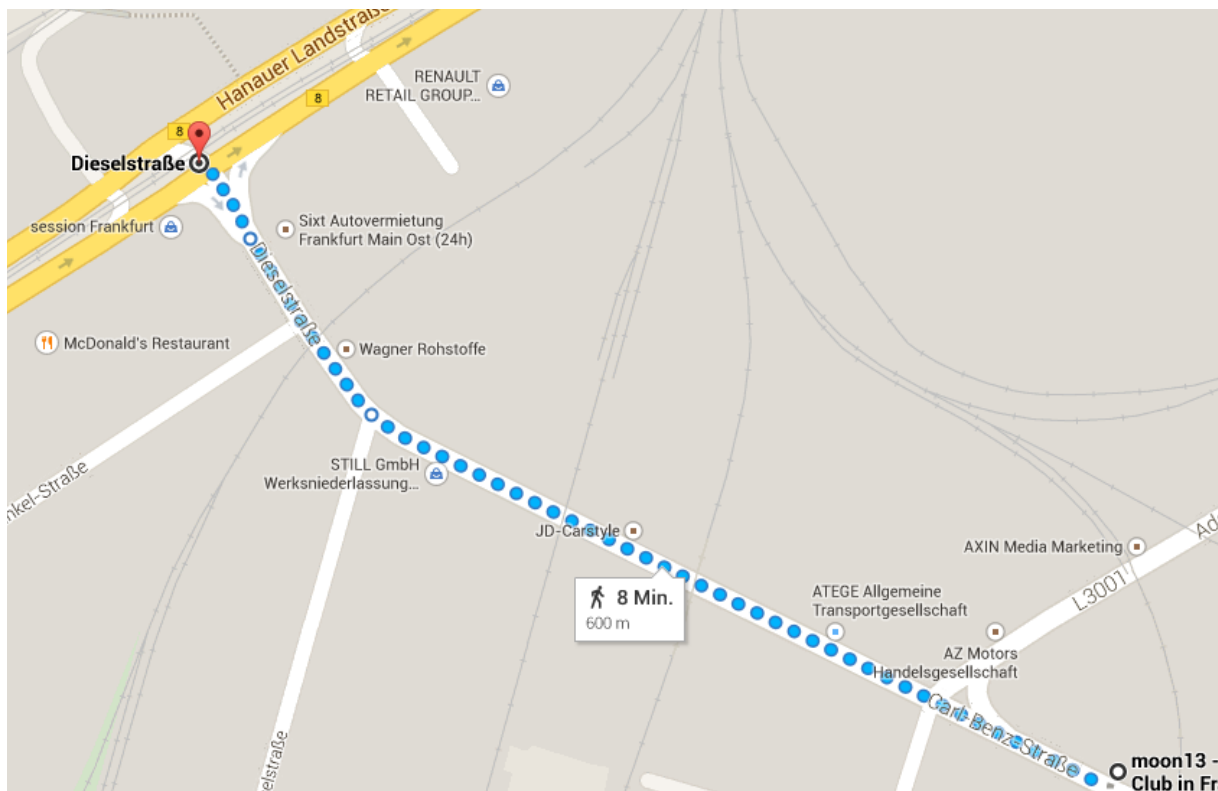 Hanauer Landstraße
8
RENAULT
RETAIL GROUP...
8
Dieselstraße
session Frankfurt
Sixt Autovermietung
Frankfurt Main Ost (24h)
Dieselstraße
McDonald's Restaurant
Wagner Rohstoffe
STILL GmbH
Werksniederlassung...
nkel-Straße
JD-Carstyle
AXIN Media Marketing
Ad
L3001
8 Min.
600 m
ATEGE Allgemeine
Transportgesellschaft
AZ Motors
Handelsgesellschaft
Carl-Benz-Straße
elstraße
moon13 -
Club in Fr